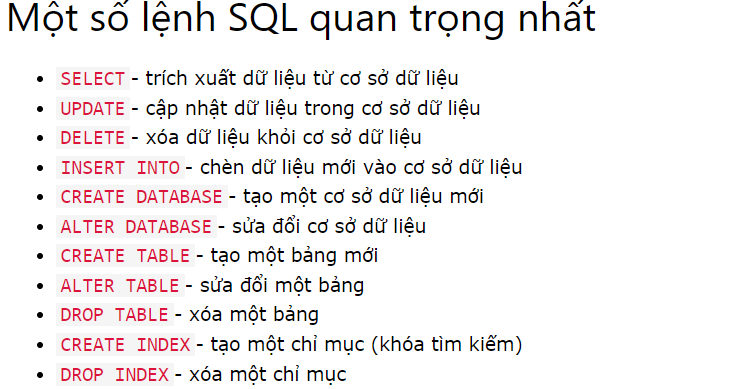 Một số lệnh SQL quan trọng nhất
• SELECT - trích xuất dữ liệu từ cơ sở dữ liệu
• UPDATE - cập nhật dữ liệu trong cơ sở dữ liệu
• DELETE - xóa dữ liệu khỏi cơ sở dữ liệu
• INSERT INTO - chèn dữ liệu mới vào cơ sở dữ liệu
• CREATE DATABASE - tạo một cơ sở dữ liệu mới
• ALTER DATABASE - sửa đổi cơ sở dữ liệu
• CREATE TABLE - tạo một bảng mới
• ALTER TABLE - sửa đổi một bảng
• DROP TABLE - xóa một bảng
• CREATE INDEX - tạo một chỉ mục (khóa tìm kiếm)
• DROP INDEX - xóa một chỉ mục